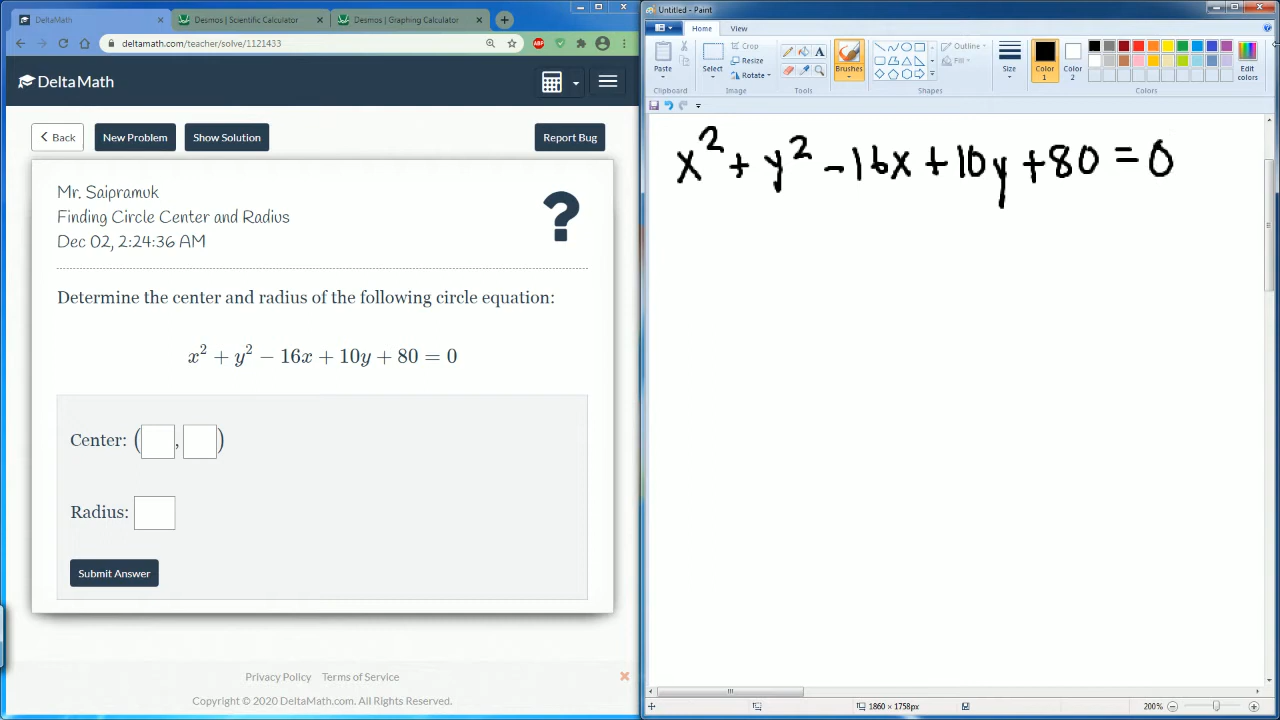 DeltaMath
Desmos | Scientific Calculator
Desmos | Graphing Calculator
deltamath.com/teacher/solve/1121433
ABP
DeltaMath
Back
New Problem
Show Solution
Report Bug
Mr. Saipramuk
Finding Circle Center and Radius
Dec 02, 2:24:36 AM
?
Determine the center and radius of the following circle equation:
x² + y² − 16x + 10y + 80 = 0
Center: ( , )
Radius:
Submit Answer
Privacy Policy
Terms of Service
Copyright © 2020 DeltaMath.com. All Rights Reserved.
Untitled - Paint
Home
View
Paste
Clipboard
Select
Crop
Resize
Rotate
Image
A
Tools
Brushes
Shapes
Outline
Fill
Size
Color 1
Color 2
Colors
Edit colors
x² + y² − 16x + 10y + 80 = 0
1860 × 1758px
200%